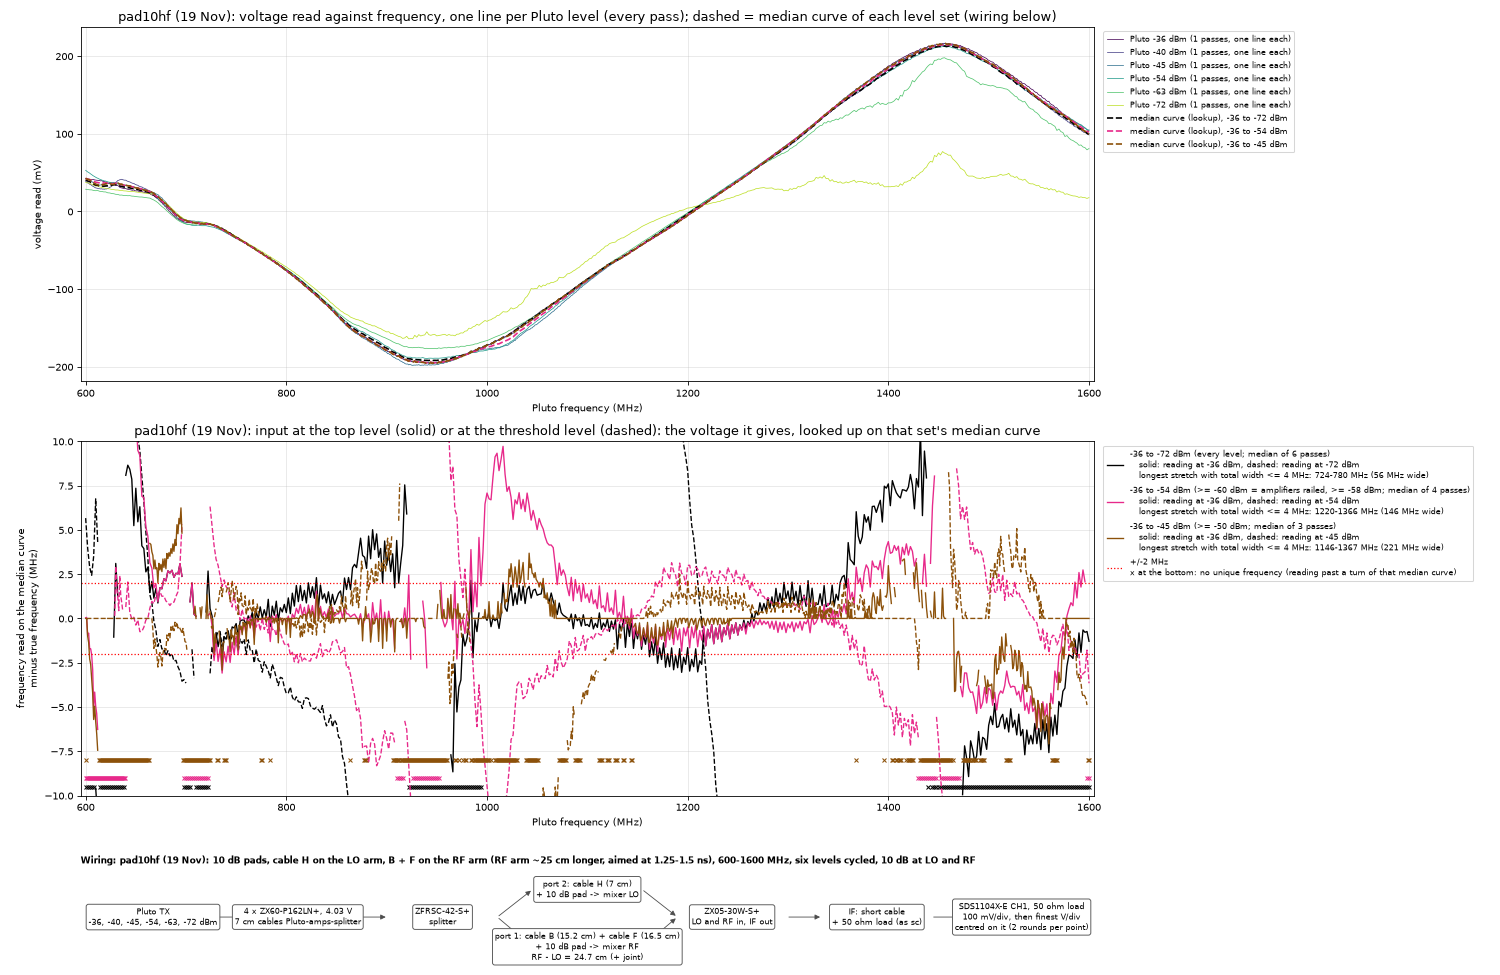 pad10hf (19 Nov): voltage read against frequency, one line per Pluto level (every pass); dashed = median curve of each level set (wiring below)
voltage read (mV)
200
100
0
−100
−200
600
800
1000
1200
1400
1600
Pluto frequency (MHz)
Pluto -36 dBm (1 passes, one line each)
Pluto -40 dBm (1 passes, one line each)
Pluto -45 dBm (1 passes, one line each)
Pluto -54 dBm (1 passes, one line each)
Pluto -63 dBm (1 passes, one line each)
Pluto -72 dBm (1 passes, one line each)
median curve (lookup), -36 to -72 dBm
median curve (lookup), -36 to -54 dBm
median curve (lookup), -36 to -45 dBm
pad10hf (19 Nov): input at the top level (solid) or at the threshold level (dashed): the voltage it gives, looked up on that set's median curve
frequency read on the median curve
minus true frequency (MHz)
10.0
7.5
5.0
2.5
0.0
−2.5
−5.0
−7.5
−10.0
600
800
1000
1200
1400
1600
Pluto frequency (MHz)
-36 to -72 dBm (every level; median of 6 passes)
solid: reading at -36 dBm, dashed: reading at -72 dBm
longest stretch with total width <= 4 MHz: 724-780 MHz (56 MHz wide)
-36 to -54 dBm (>= -60 dBm = amplifiers railed, >= -58 dBm; median of 4 passes)
solid: reading at -36 dBm, dashed: reading at -54 dBm
longest stretch with total width <= 4 MHz: 1220-1366 MHz (146 MHz wide)
-36 to -45 dBm (>= -50 dBm; median of 3 passes)
solid: reading at -36 dBm, dashed: reading at -45 dBm
longest stretch with total width <= 4 MHz: 1146-1367 MHz (221 MHz wide)
+/-2 MHz
x at the bottom: no unique frequency (reading past a turn of that median curve)
Wiring: pad10hf (19 Nov): 10 dB pads, cable H on the LO arm, B + F on the RF arm (RF arm ~25 cm longer, aimed at 1.25-1.5 ns), 600-1600 MHz, six levels cycled, 10 dB at LO and RF
Pluto TX
-36, -40, -45, -54, -63, -72 dBm
4 x ZX60-P162LN+, 4.03 V
7 cm cables Pluto-amps-splitter
ZFRSC-42-S+
splitter
port 2: cable H (7 cm)
+ 10 dB pad -> mixer LO
port 1: cable B (15.2 cm) + cable F (16.5 cm)
+ 10 dB pad -> mixer RF
RF - LO = 24.7 cm (+ joint)
ZX05-30W-S+
LO and RF in, IF out
IF: short cable
+ 50 ohm load (as sc)
SDS1104X-E CH1, 50 ohm load
100 mV/div, then finest V/div
centred on it (2 rounds per point)